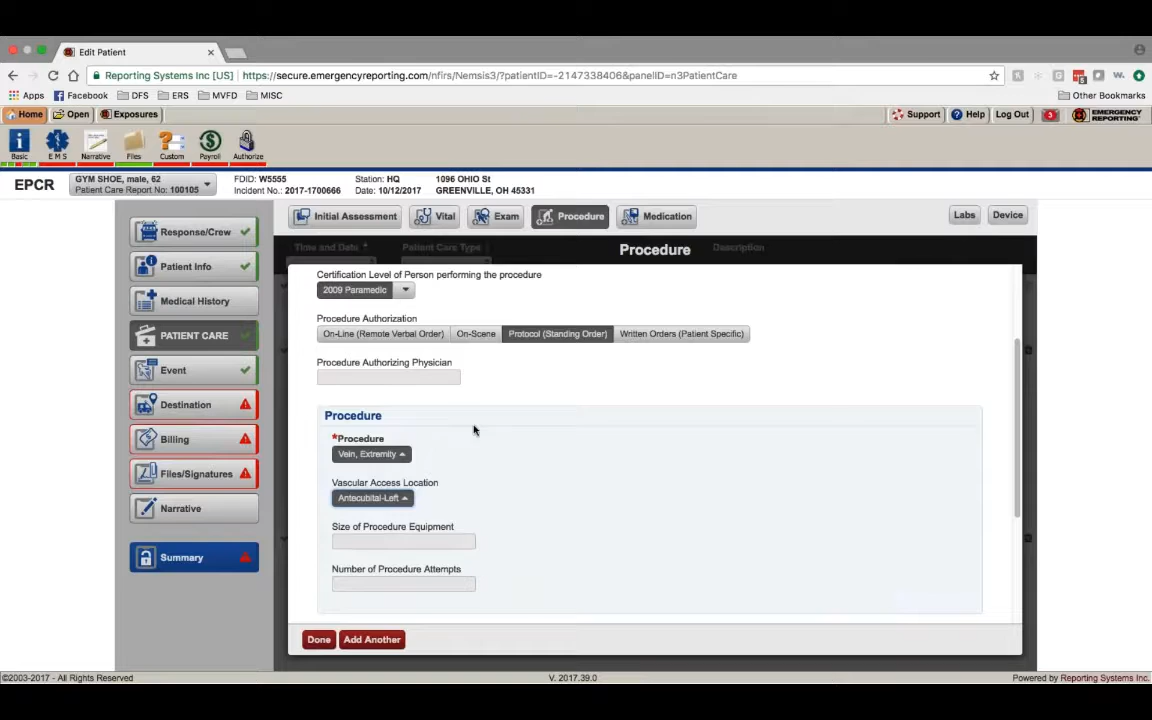 Edit Patient
Reporting Systems Inc [US] https://secure.emergencyreporting.com/nfirs/Nemsis3/?patientID=-2147338406&panelID=n3PatientCare
Apps Facebook DFS ERS MVFD MISC Other Bookmarks
Home Open Exposures Support Help Log Out EMERGENCY REPORTING
Basic EMS Narrative Files Custom Payroll Authorize
EPCR
GYM SHOE, male, 62
Patient Care Report No: 100105
FDID: W5555
Incident No.: 2017-1700666
Station: HQ
Date: 10/12/2017
1096 OHIO St
GREENVILLE, OH 45331
Response/Crew
Patient Info
Medical History
PATIENT CARE
Event
Destination
Billing
Files/Signatures
Narrative
Summary
Initial Assessment Vital Exam Procedure Medication Labs Device
Time and Date Patient Care Type Procedure Description
Certification Level of Person performing the procedure
2009 Paramedic
Procedure Authorization
On-Line (Remote Verbal Order) On-Scene Protocol (Standing Order) Written Orders (Patient Specific)
Procedure Authorizing Physician
Procedure
*Procedure
Vein, Extremity
Vascular Access Location
Antecubital-Left
Size of Procedure Equipment
Number of Procedure Attempts
Done Add Another
©2003-2017 - All Rights Reserved V. 2017.39.0 Powered by Reporting Systems Inc.